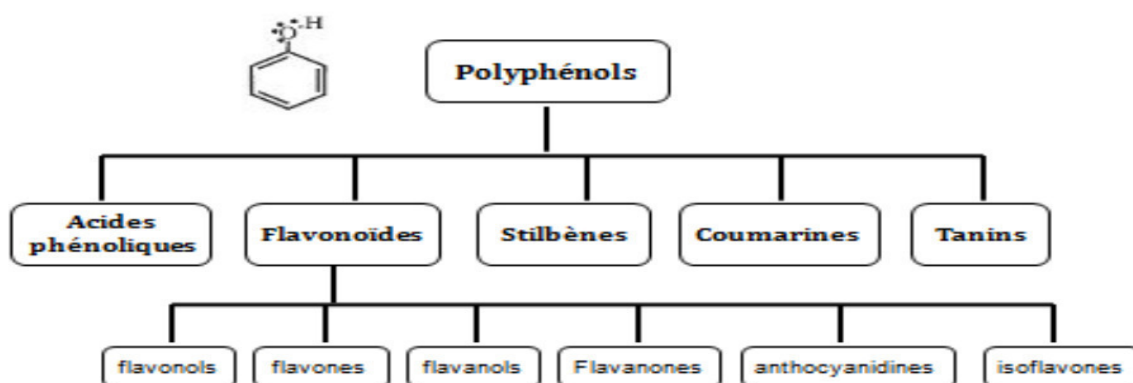 O-H
Polyphénols
Acides
phénoliques
Flavonoïdes
Stilbènes
Coumarines
Tanins
flavonols
flavones
flavanols
Flavanones
anthocyanidines
isoflavones